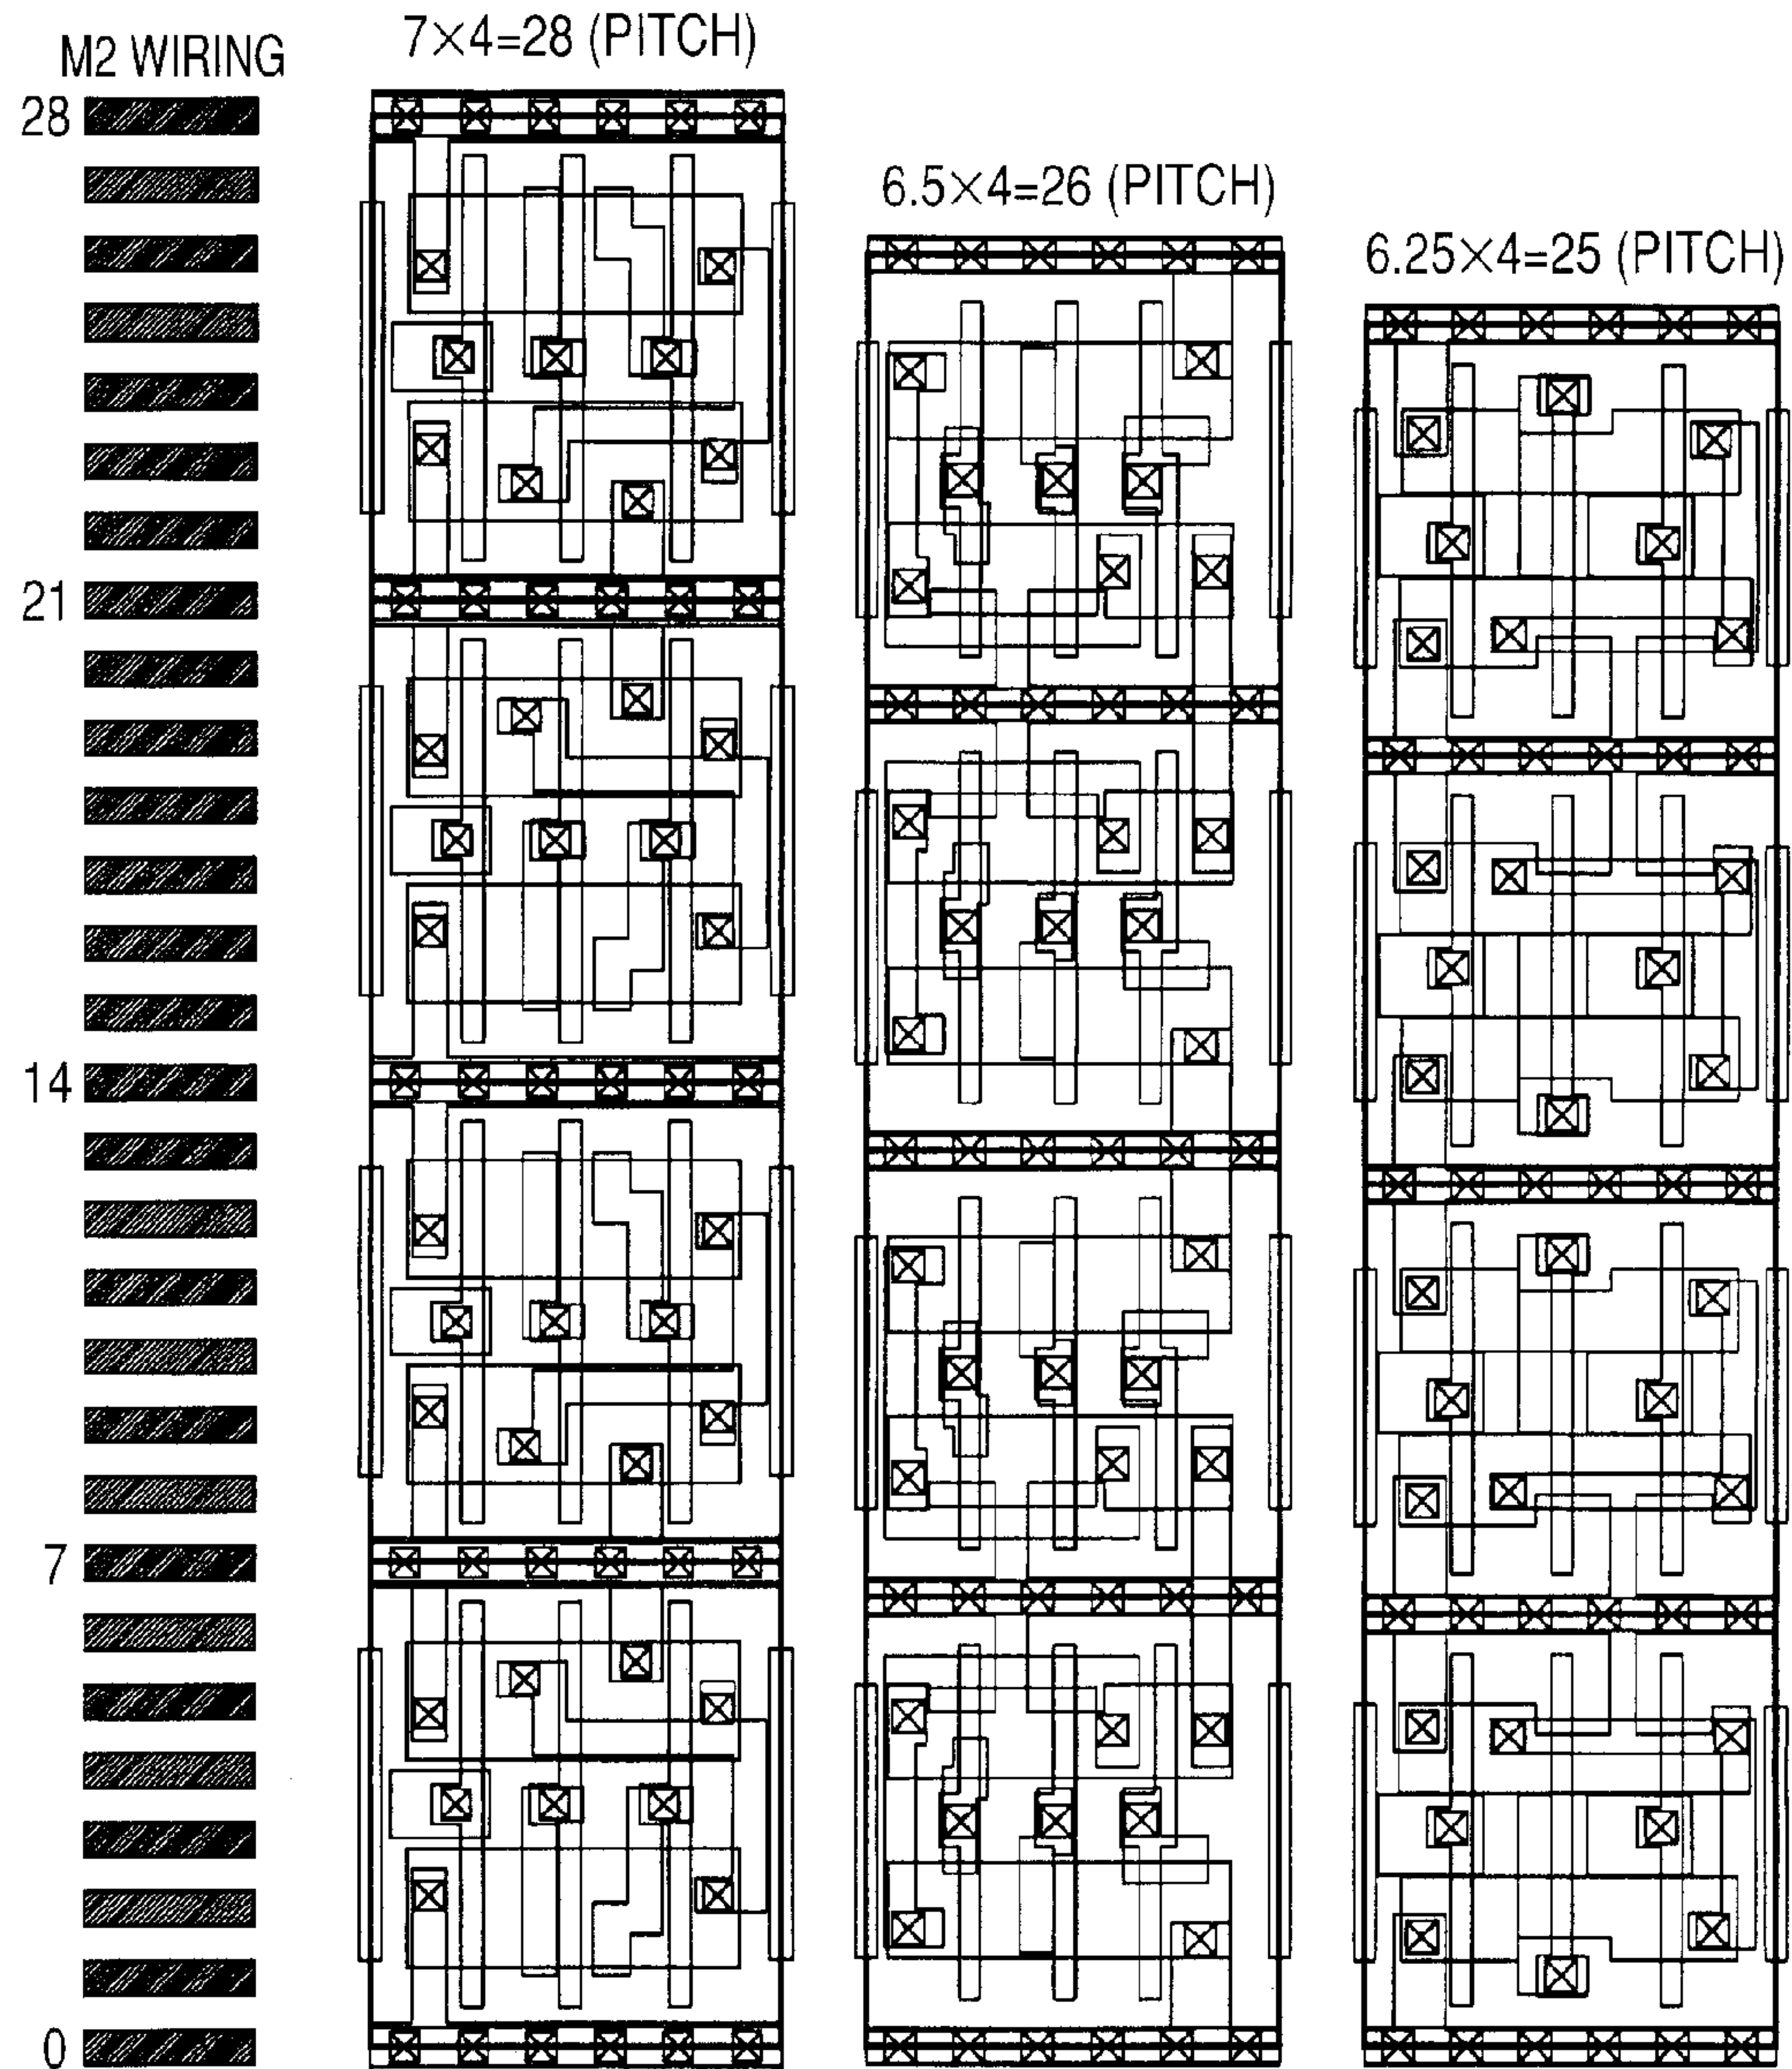 M2 WIRING
7×4=28 (PITCH)
6.5×4=26 (PITCH)
6.25×4=25 (PITCH)
28
21
14
7
0